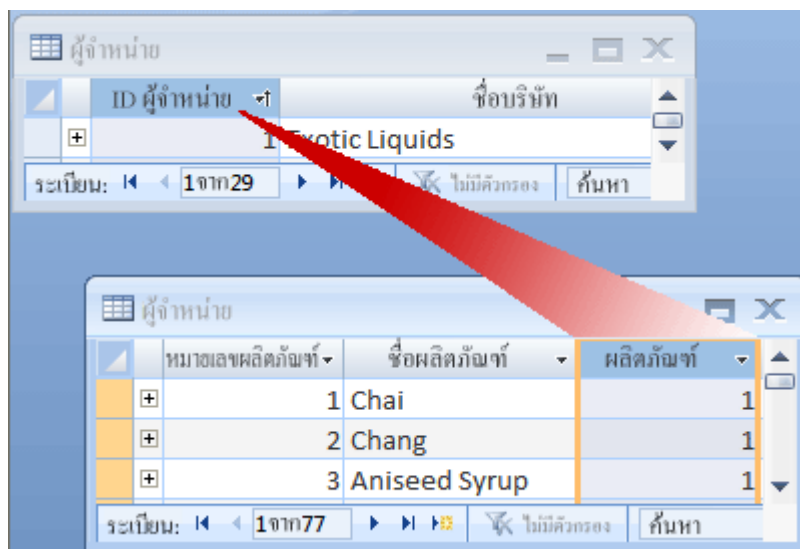 ผู้จำหน่าย
ID ผู้จำหน่าย ชื่อบริษัท
1 Exotic Liquids
ระเบียน: 1จาก29 ไม่มีตัวกรอง ค้นหา
ผู้จำหน่าย
หมายเลขผลิตภัณฑ์ ชื่อผลิตภัณฑ์ ผลิตภัณฑ์
1 Chai 1
2 Chang 1
3 Aniseed Syrup 1
ระเบียน: 1จาก77 ไม่มีตัวกรอง ค้นหา